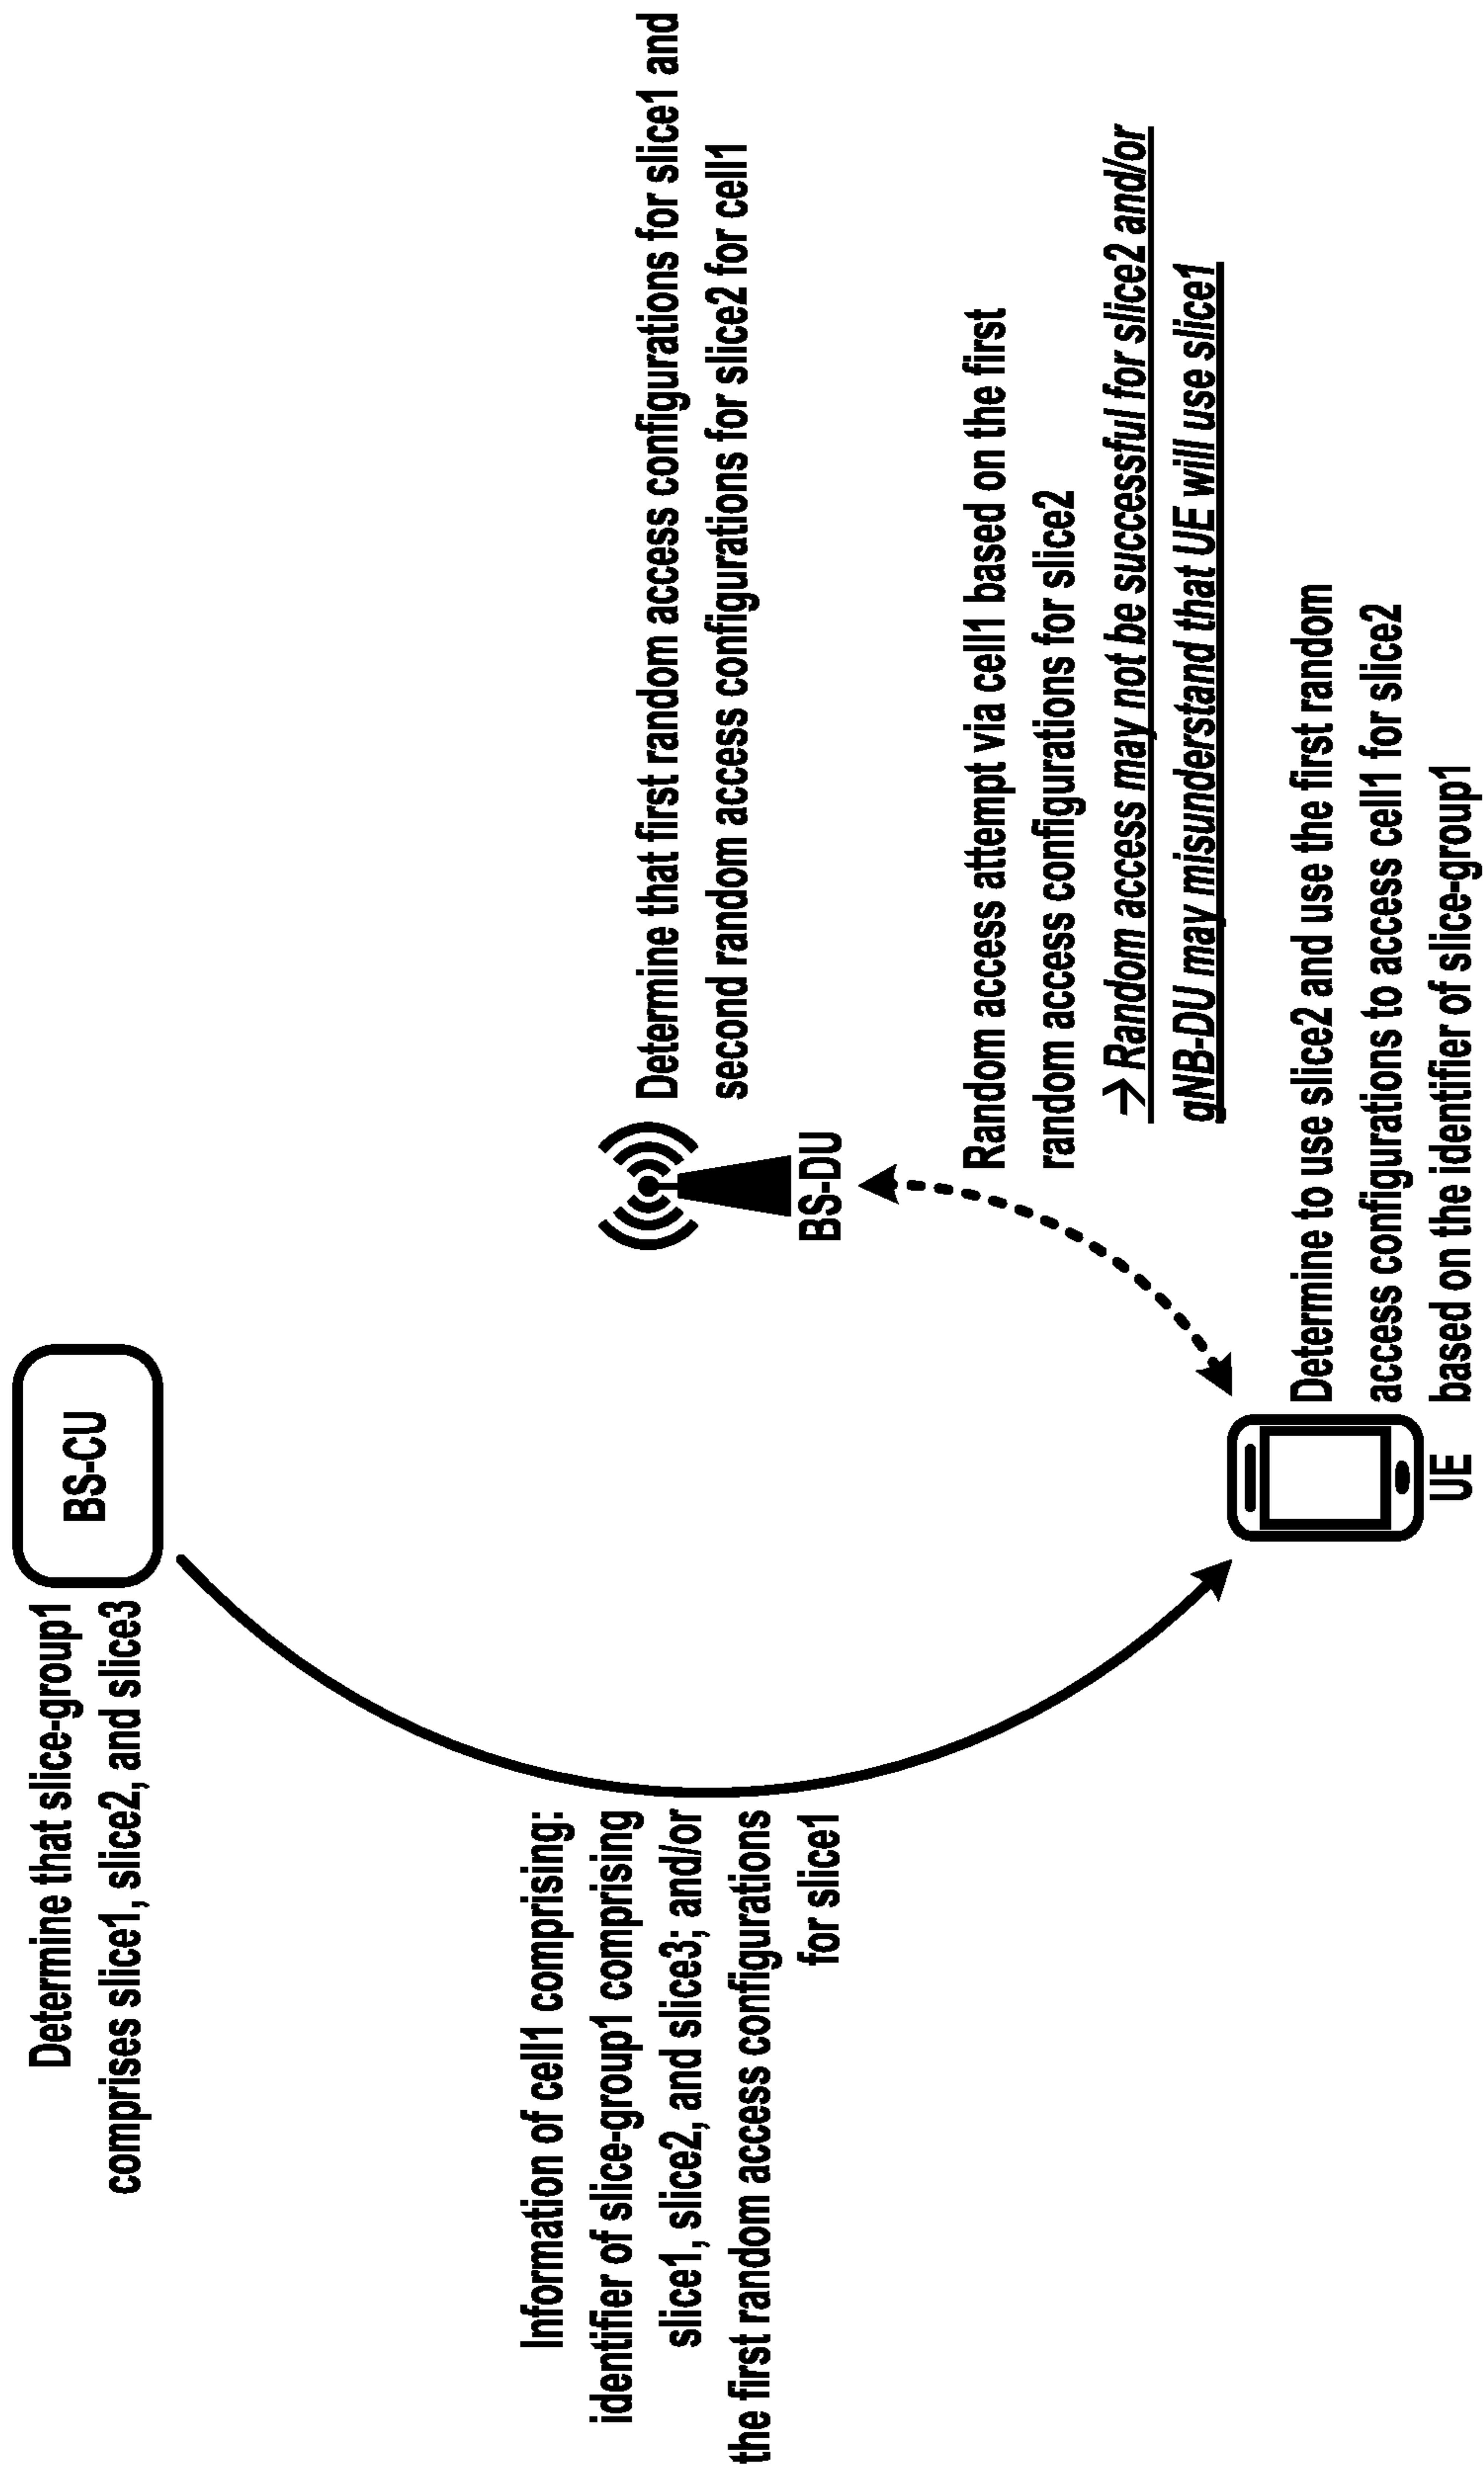 Determine that slice-group1
comprises slice1, slice2, and slice3
BS-CU
Information of cell1 comprising:
identifier of slice-group1 comprising
slice1, slice2, and slice3; and/or
the first random access configurations
for slice1
Determine that first random access configurations for slice1 and
second random access configurations for slice2 for cell1
BS-DU
Random access attempt via cell1 based on the first
random access configurations for slice2
→ Random access may not be successful for slice2 and/or
gNB-DU may misunderstand that UE will use slice1
UE
Determine to use slice2 and use the first random
access configurations to access cell1 for slice2
based on the identifier of slice-group1